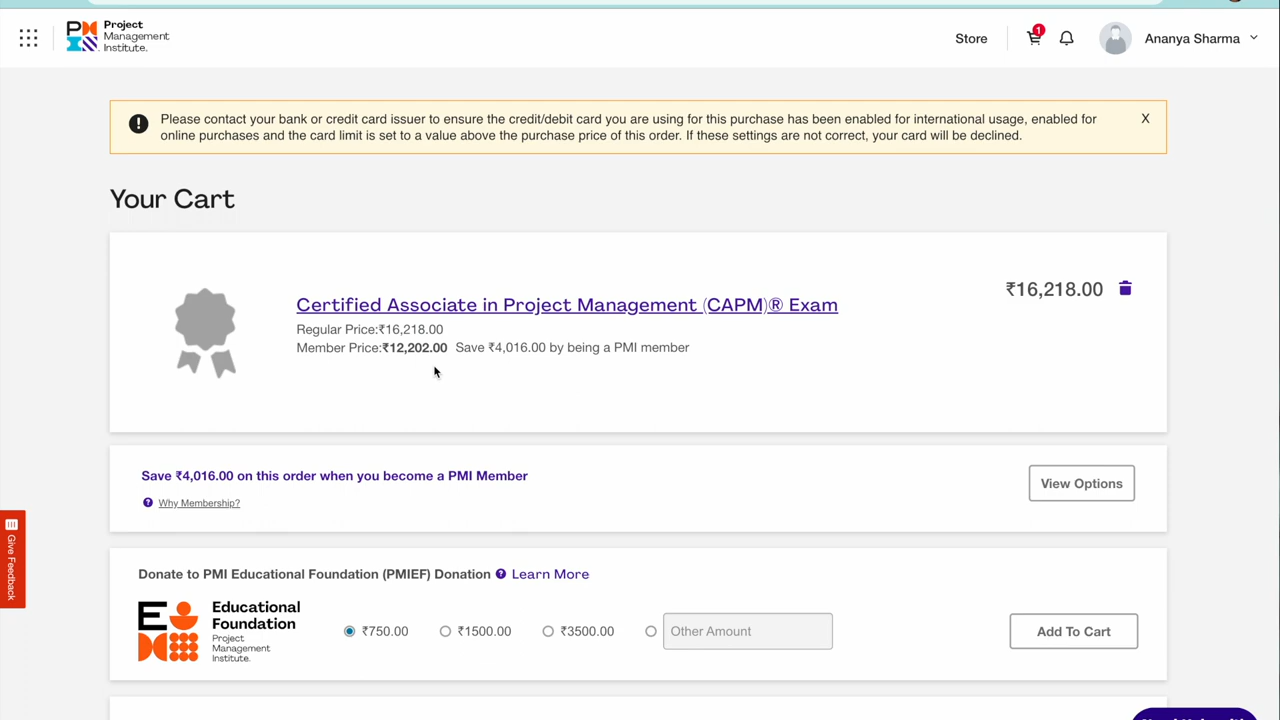 Project
Management
Institute.
Store
1
Ananya Sharma
Please contact your bank or credit card issuer to ensure the credit/debit card you are using for this purchase has been enabled for international usage, enabled for
online purchases and the card limit is set to a value above the purchase price of this order. If these settings are not correct, your card will be declined.
X
Your Cart
Certified Associate in Project Management (CAPM)® Exam
₹16,218.00
Regular Price:₹16,218.00
Member Price:₹12,202.00 Save ₹4,016.00 by being a PMI member
Save ₹4,016.00 on this order when you become a PMI Member
Why Membership?
View Options
Give Feedback
Donate to PMI Educational Foundation (PMIEF) Donation Learn More
Educational
Foundation
Project
Management
Institute.
₹750.00 ₹1500.00 ₹3500.00 Other Amount
Add To Cart